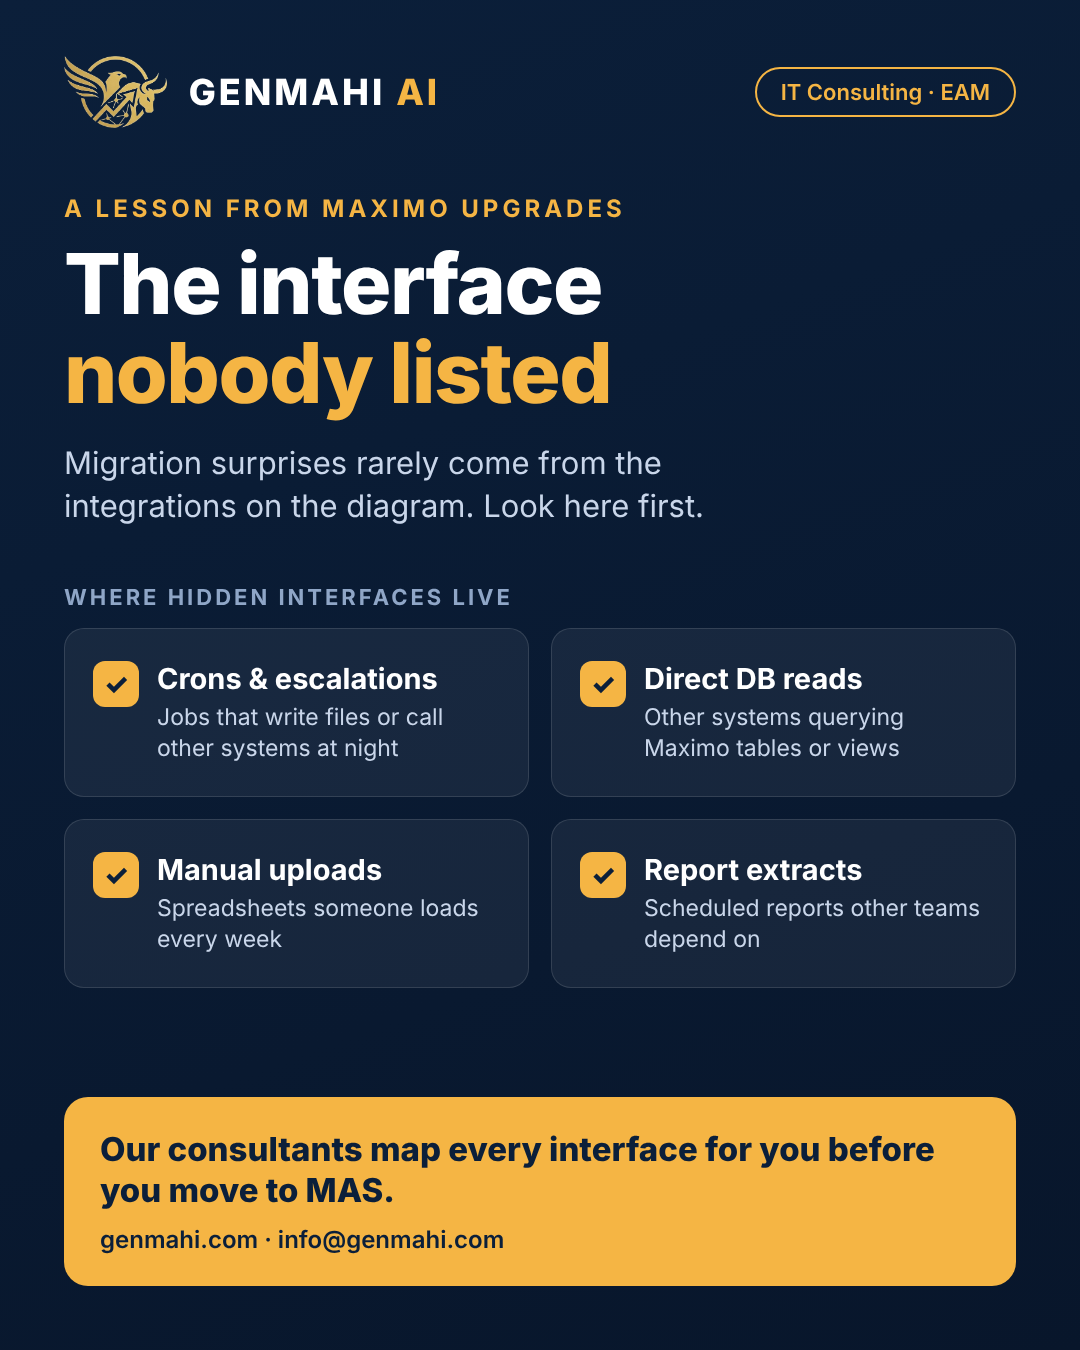 GENMAHI AI
IT Consulting · EAM
A LESSON FROM MAXIMO UPGRADES
The interface
nobody listed
Migration surprises rarely come from the
integrations on the diagram. Look here first.
WHERE HIDDEN INTERFACES LIVE
Crons & escalations
Jobs that write files or call
other systems at night
Direct DB reads
Other systems querying
Maximo tables or views
Manual uploads
Spreadsheets someone loads
every week
Report extracts
Scheduled reports other teams
depend on
Our consultants map every interface for you before
you move to MAS.
genmahi.com · info@genmahi.com